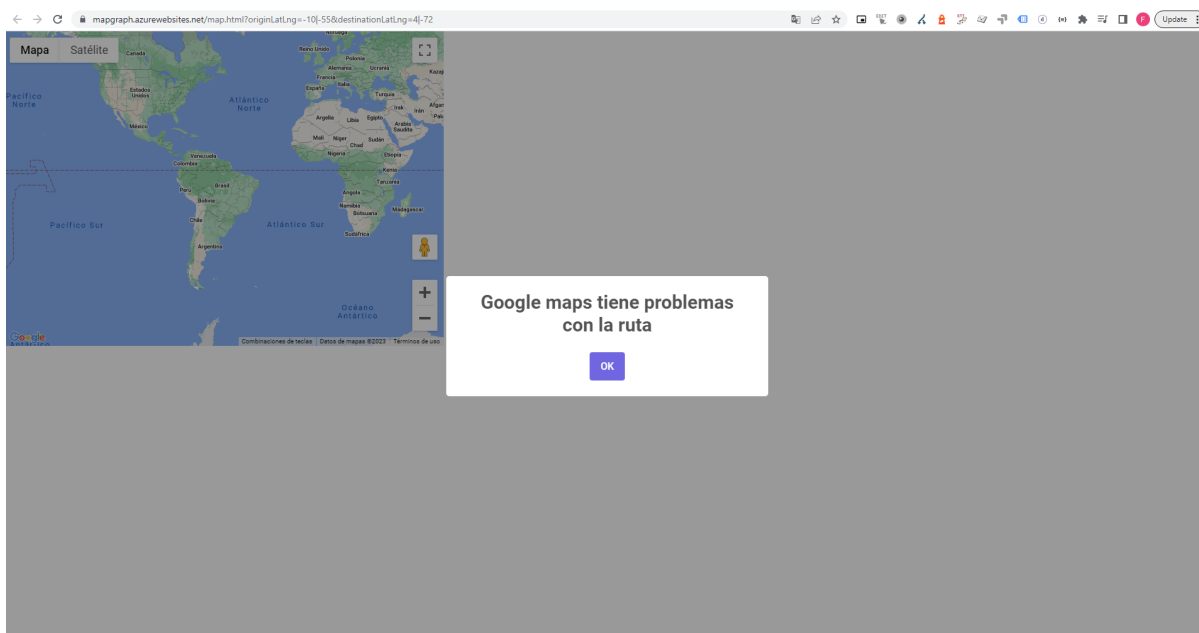 mapgraph.azurewebsites.net/map.html?originLatLng=-10|-55&destinationLatLng=4|-72
Update
Mapa Satélite
Noruega
Canadá
Reino Unido
Polonia
Alemania Ucrania
Francia
Kazaj
España Italia
Turquía
Estados
Unidos
Pacífico
Norte
Atlántico
Norte
Irak Irán Afgan
Argelia Libia Egipto
Arabia
Saudita
Pak
México
Malí Níger Sudán
Chad
Nigeria Etiopía
Venezuela
Colombia
Kenia
Tanzania
Perú Brasil
Bolivia
Angola
Namibia
Botsuana Madagascar
Chile
Pacífico Sur
Atlántico Sur
Sudáfrica
Argentina
Océano
Antártico
Google
Combinaciones de teclas Datos de mapas ©2023 Términos de uso
Google maps tiene problemas
con la ruta
OK